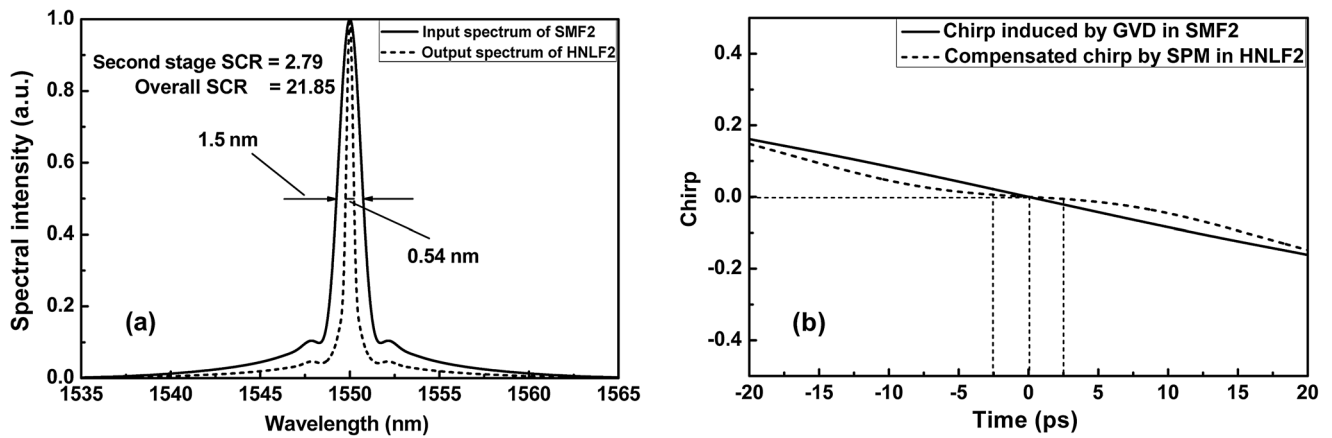 Input spectrum of SMF2
Output spectrum of HNLF2
Second stage SCR = 2.79
Overall SCR = 21.85
1.5 nm
0.54 nm
(a)
Spectral intensity (a.u.)
1.0
0.8
0.6
0.4
0.2
0.0
1535 1540 1545 1550 1555 1560 1565
Wavelength (nm)
Chirp induced by GVD in SMF2
Compensated chirp by SPM in HNLF2
(b)
Chirp
0.4
0.2
0.0
-0.2
-0.4
-20 -15 -10 -5 0 5 10 15 20
Time (ps)